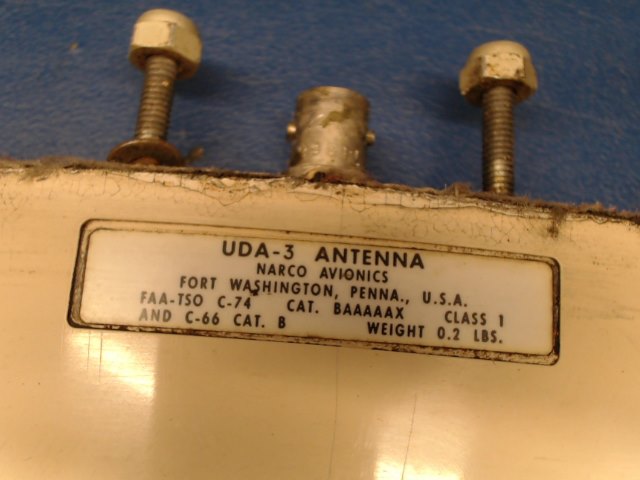 UDA-3 ANTENNA
NARCO AVIONICS
FORT WASHINGTON, PENNA., U.S.A.
FAA-TSO C-74 CAT. BAAAAAX CLASS 1
AND C-66 CAT. B WEIGHT 0.2 LBS.